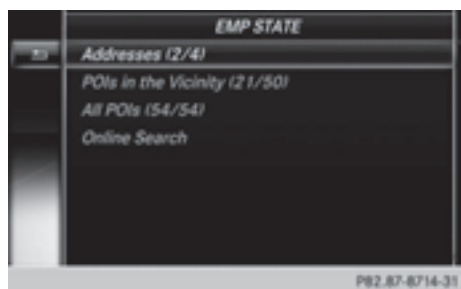 EMP STATE
Addresses (2/4)
POIs in the Vicinity (21/50)
All POIs (54/54)
Online Search
P82.87-8714-31